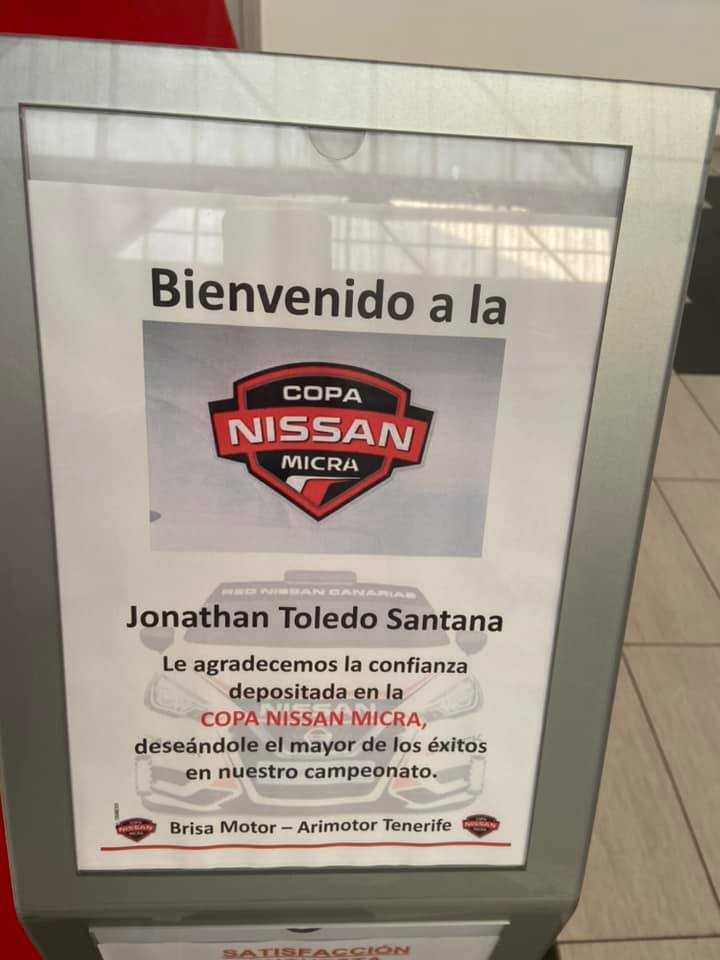 Bienvenido a la
COPA
NISSAN
MICRA
RED NISSAN CANARIAS
Jonathan Toledo Santana
Le agradecemos la confianza
depositada en la
COPA NISSAN MICRA,
deseándole el mayor de los éxitos
en nuestro campeonato.
Brisa Motor – Arimotor Tenerife
SATISFACCIÓN